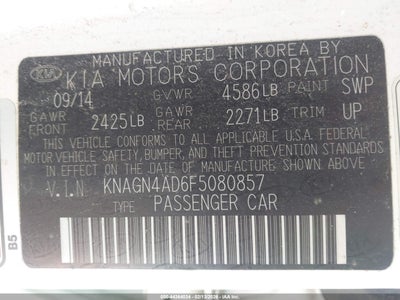 MANUFACTURED IN KOREA BY
KIA KIA MOTORS CORPORATION
09/14 GVWR 4586LB PAINT SWP
GAWR FRONT 2425LB GAWR REAR 2271LB TRIM UP
THIS VEHICLE CONFORMS TO ALL APPLICABLE U.S.A. FEDERAL
MOTOR VEHICLE SAFETY, BUMPER, AND THEFT PREVENTION STANDARDS
IN EFFECT ON THE DATE OF MANUFACTURE SHOWN ABOVE.
V.I.N. KNAGN4AD6F5080857
TYPE PASSENGER CAR
B5